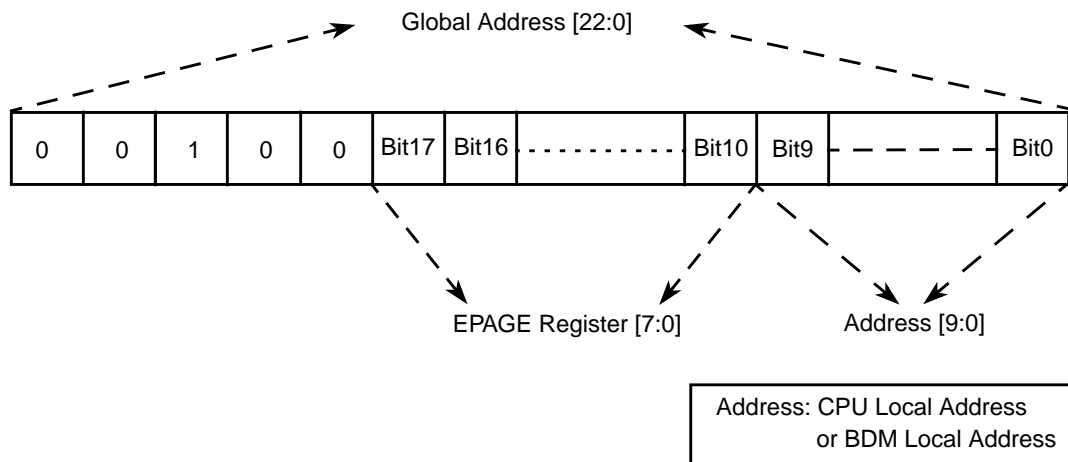 Global Address [22:0]
0 0 1 0 0 Bit17 Bit16 Bit10 Bit9 Bit0
EPAGE Register [7:0] Address [9:0]
Address: CPU Local Address
or BDM Local Address